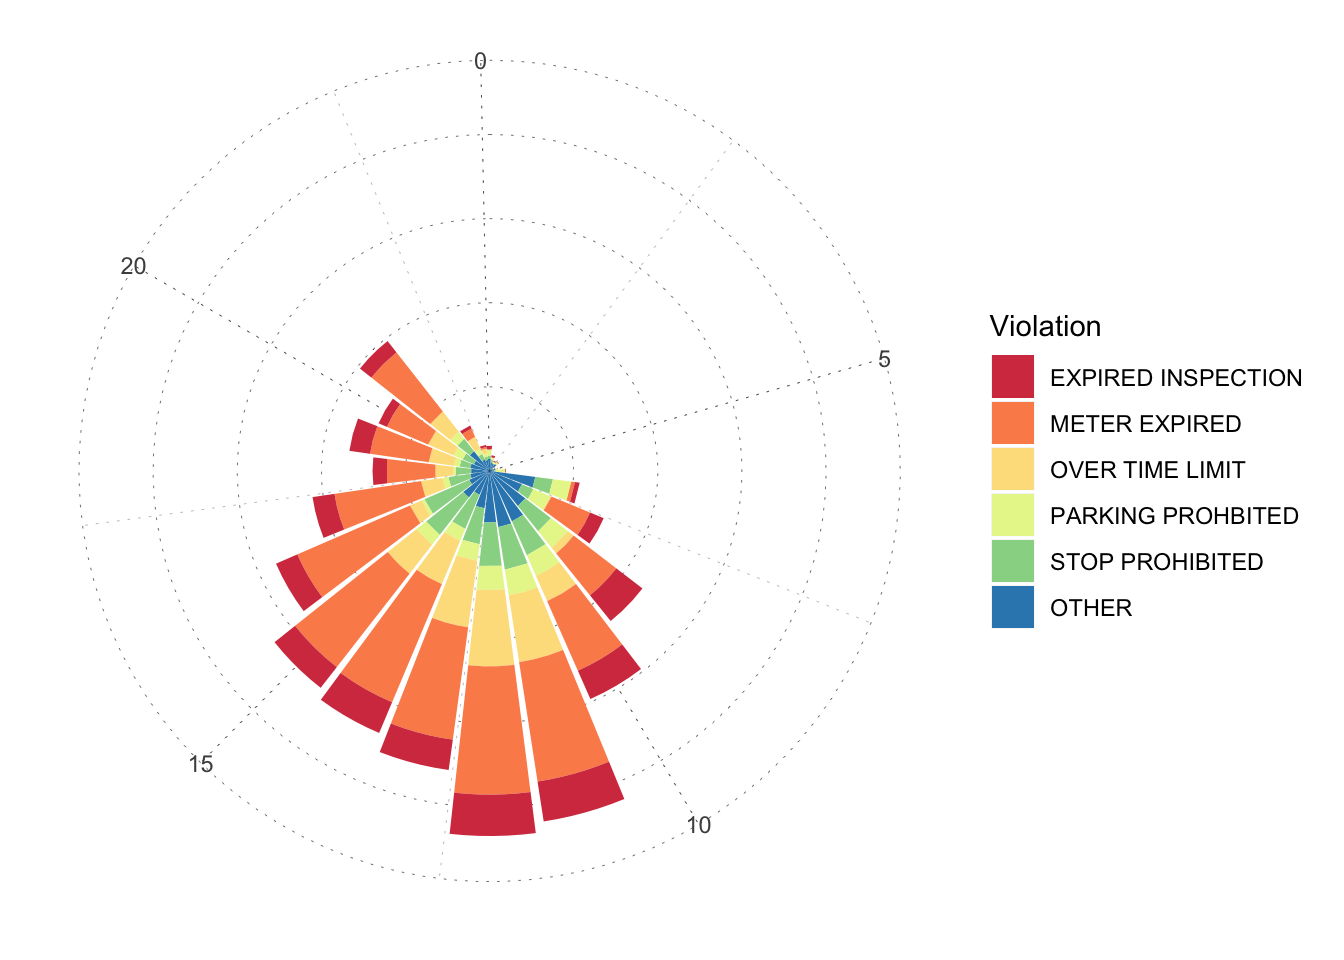 0
5
10
15
20
Violation
EXPIRED INSPECTION
METER EXPIRED
OVER TIME LIMIT
PARKING PROHBITED
STOP PROHIBITED
OTHER